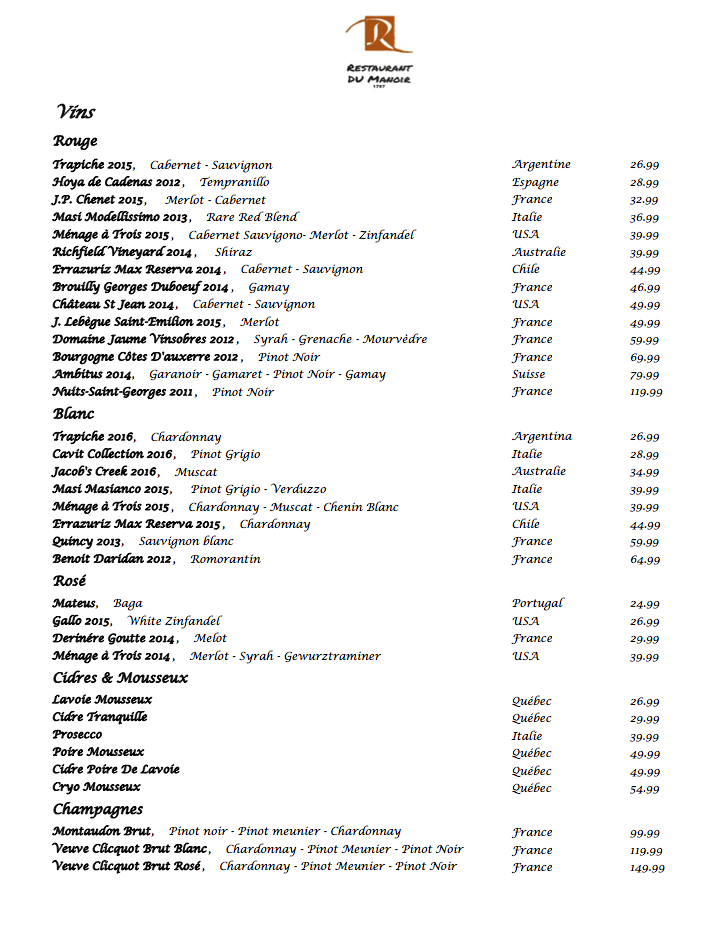 R
RESTAURANT
DU MANOIR
1797
Vins
Rouge
Trapiche 2015, Cabernet - Sauvignon Argentine 26.99
Hoya de Cadenas 2012, Tempranillo Espagne 28.99
J.P. Chenet 2015, Merlot - Cabernet France 32.99
Masi Modellissimo 2013, Rare Red Blend Italie 36.99
Ménage à Trois 2015, Cabernet Sauvigono- Merlot - Zinfandel USA 39.99
Richfield Vineyard 2014, Shiraz Australie 39.99
Errazuriz Max Reserva 2014, Cabernet - Sauvignon Chile 44.99
Brouilly Georges Duboeuf 2014, Gamay France 46.99
Château St Jean 2014, Cabernet - Sauvignon USA 49.99
J. Lebègue Saint-Emilion 2015, Merlot France 49.99
Domaine Jaume Vinsobres 2012, Syrah - Grenache - Mourvèdre France 59.99
Bourgogne Côtes D'auxerre 2012, Pinot Noir France 69.99
Ambitus 2014, Garanoir - Gamaret - Pinot Noir - Gamay Suisse 79.99
Nuits-Saint-Georges 2011, Pinot Noir France 119.99
Blanc
Trapiche 2016, Chardonnay Argentina 26.99
Cavit Collection 2016, Pinot Grigio Italie 28.99
Jacob's Creek 2016, Muscat Australie 34.99
Masi Masianco 2015, Pinot Grigio - Verduzzo Italie 39.99
Ménage à Trois 2015, Chardonnay - Muscat - Chenin Blanc USA 39.99
Errazuriz Max Reserva 2015, Chardonnay Chile 44.99
Quincy 2013, Sauvignon blanc France 59.99
Benoit Daridan 2012, Romorantin France 64.99
Rosé
Mateus, Baga Portugal 24.99
Gallo 2015, White Zinfandel USA 26.99
Derinére Goutte 2014, Melot France 29.99
Ménage à Trois 2014, Merlot - Syrah - Gewurztraminer USA 39.99
Cidres & Mousseux
Lavoie Mousseux Québec 26.99
Cidre Tranquille Québec 29.99
Prosecco Italie 39.99
Poire Mousseux Québec 49.99
Cidre Poire De Lavoie Québec 49.99
Cryo Mousseux Québec 54.99
Champagnes
Montaudon Brut, Pinot noir - Pinot meunier - Chardonnay France 99.99
Veuve Clicquot Brut Blanc, Chardonnay - Pinot Meunier - Pinot Noir France 119.99
Veuve Clicquot Brut Rosé, Chardonnay - Pinot Meunier - Pinot Noir France 149.99